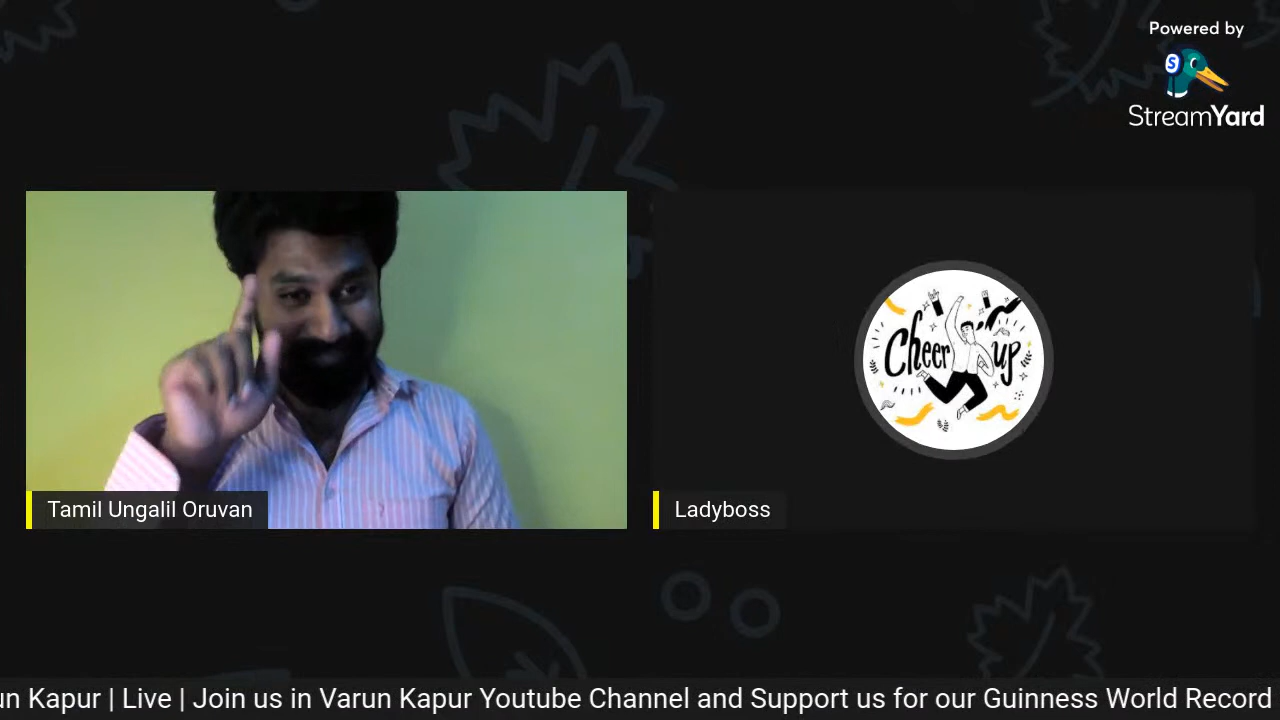 Powered by
StreamYard
Cheer up
Tamil Ungalil Oruvan
Ladyboss
un Kapur | Live | Join us in Varun Kapur Youtube Channel and Support us for our Guinness World Record